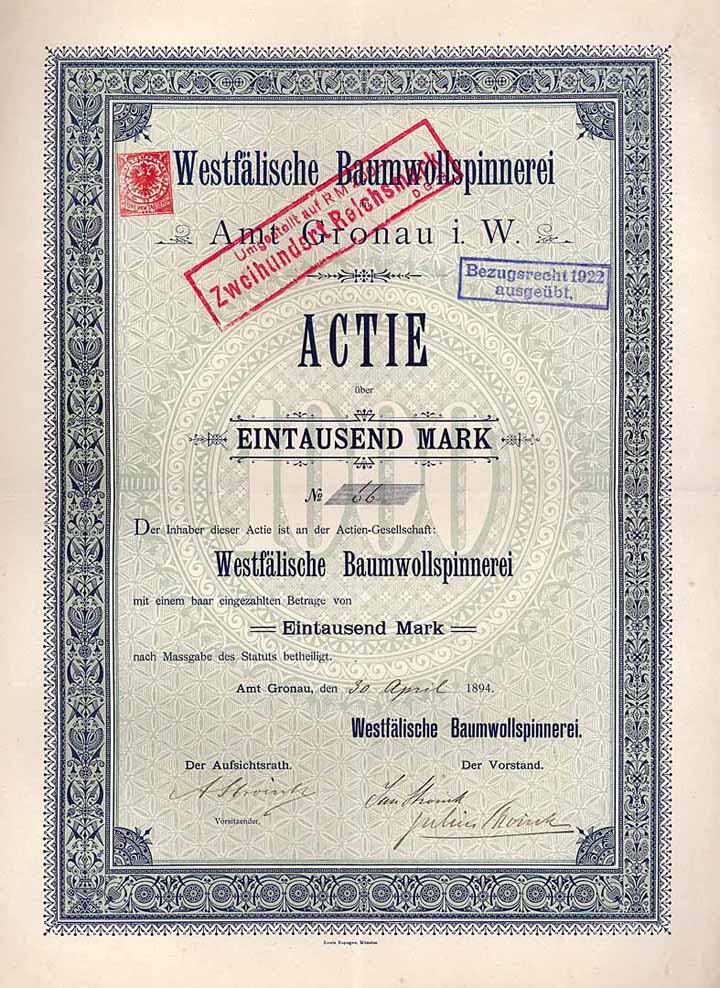 Westfälische Baumwollspinnerei
Umgestellt auf RM
Zweihundert Reichsmark
Amt Gronau i. W.
Bezugsrecht 1922
ausgeübt.
ACTIE
über
1000
EINTAUSEND MARK
No 66
Der Inhaber dieser Actie ist an der Actien-Gesellschaft:
Westfälische Baumwollspinnerei
mit einem baar eingezahlten Betrage von
Eintausend Mark
nach Massgabe des Statuts betheiligt.
Amt Gronau, den 30 April 1894.
Westfälische Baumwollspinnerei.
Der Aufsichtsrath. Der Vorstand.
Vorsitzender.
Julius